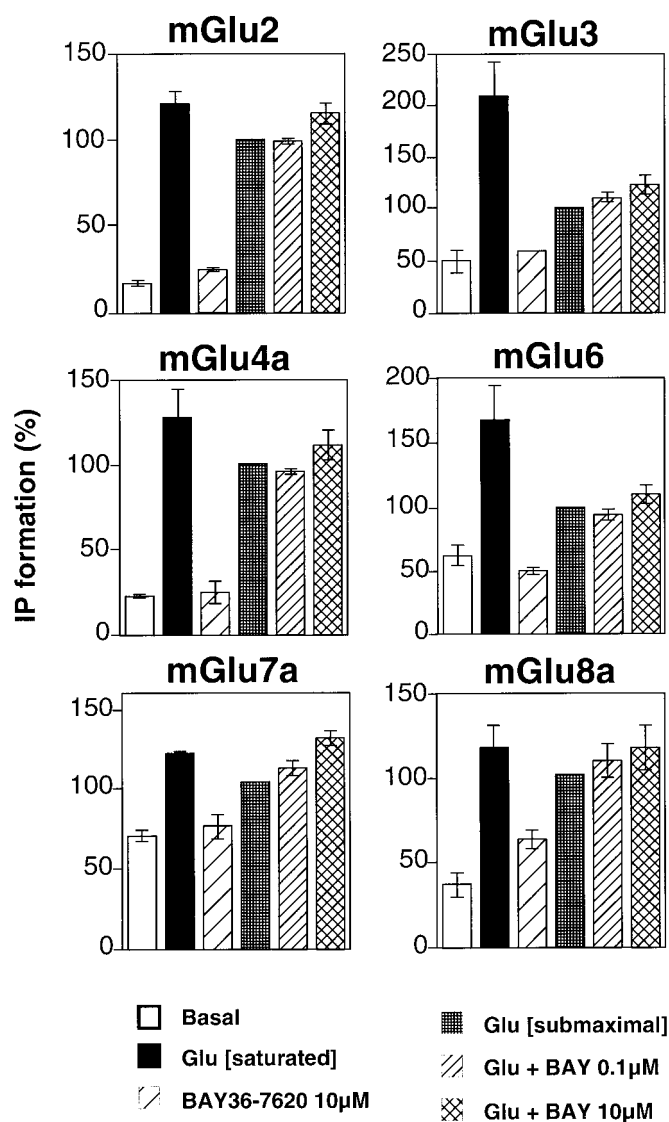 mGlu2
150
100
50
0
mGlu3
250
200
150
100
50
0
mGlu4a
150
100
50
0
mGlu6
200
150
100
50
0
IP formation (%)
mGlu7a
150
100
50
0
mGlu8a
150
100
50
0
Basal
Glu [saturated]
BAY36-7620 10µM
Glu [submaximal]
Glu + BAY 0.1µM
Glu + BAY 10µM